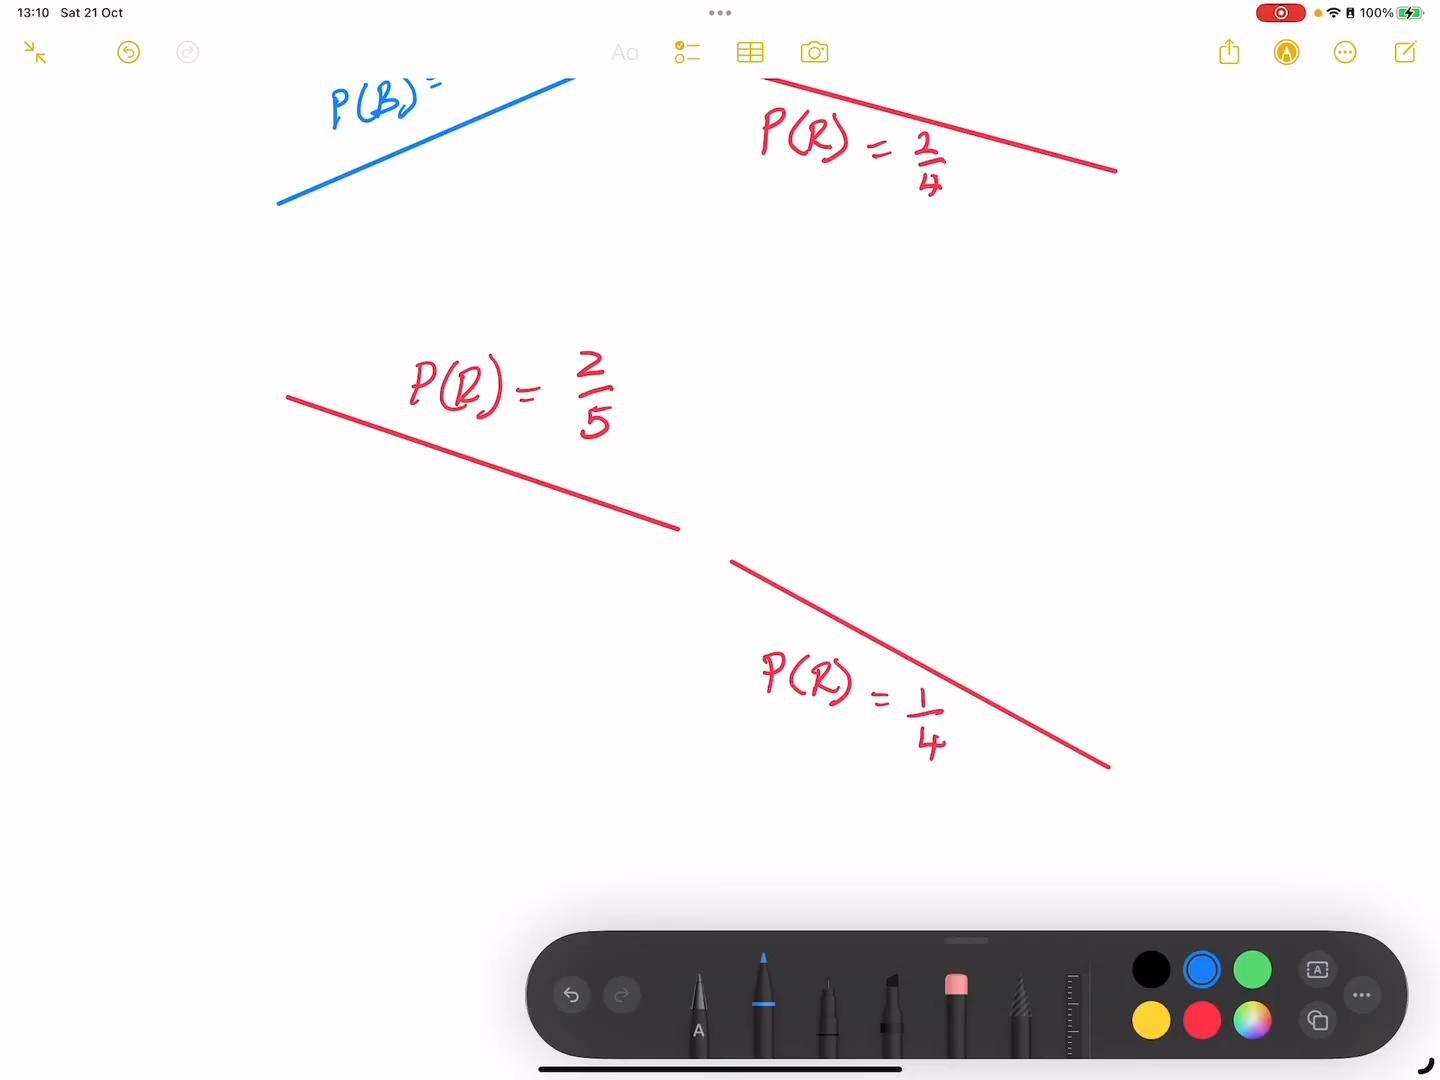 13:10 Sat 21 Oct
100%
Aa
P(B) =
P(R) = 2/4
P(R) = 2/5
P(R) = 1/4
A
A